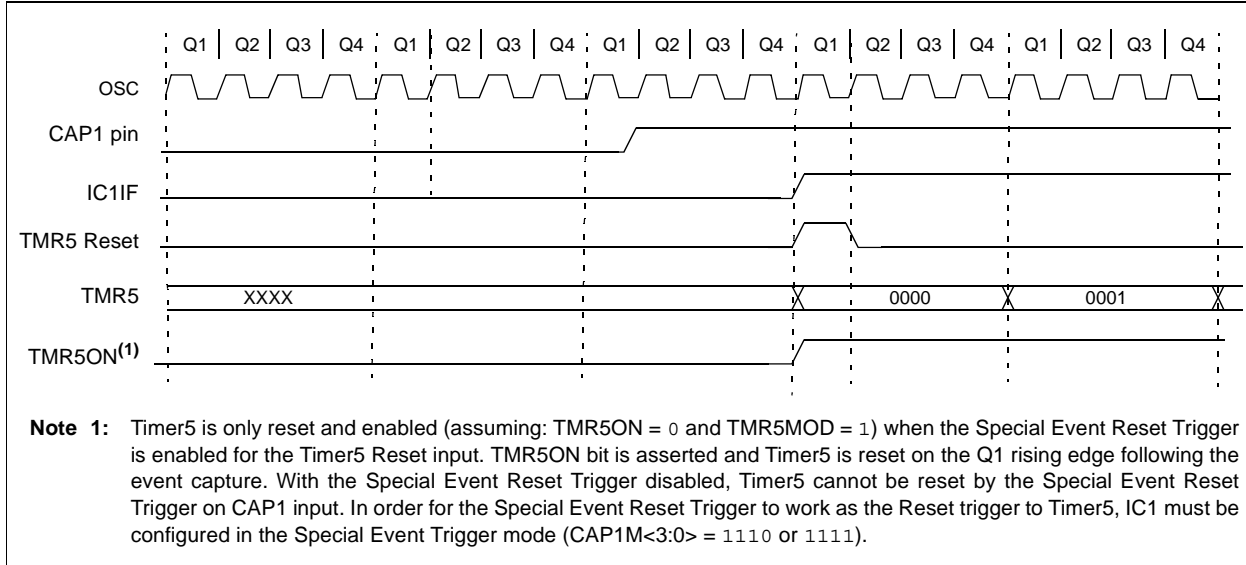 Q1 Q2 Q3 Q4 Q1 Q2 Q3 Q4 Q1 Q2 Q3 Q4 Q1 Q2 Q3 Q4 Q1 Q2 Q3 Q4
OSC
CAP1 pin
IC1IF
TMR5 Reset
TMR5 XXXX 0000 0001
TMR5ON(1)
Note 1: Timer5 is only reset and enabled (assuming: TMR5ON = 0 and TMR5MOD = 1) when the Special Event Reset Trigger
is enabled for the Timer5 Reset input. TMR5ON bit is asserted and Timer5 is reset on the Q1 rising edge following the
event capture. With the Special Event Reset Trigger disabled, Timer5 cannot be reset by the Special Event Reset
Trigger on CAP1 input. In order for the Special Event Reset Trigger to work as the Reset trigger to Timer5, IC1 must be
configured in the Special Event Trigger mode (CAP1M<3:0> = 1110 or 1111).